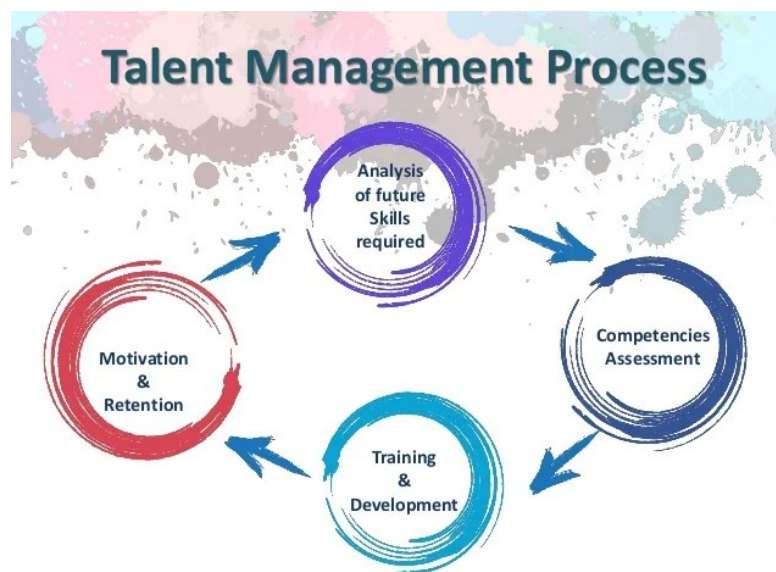 Talent Management Process
Analysis
of future
Skills
required
Competencies
Assessment
Training
&
Development
Motivation
&
Retention